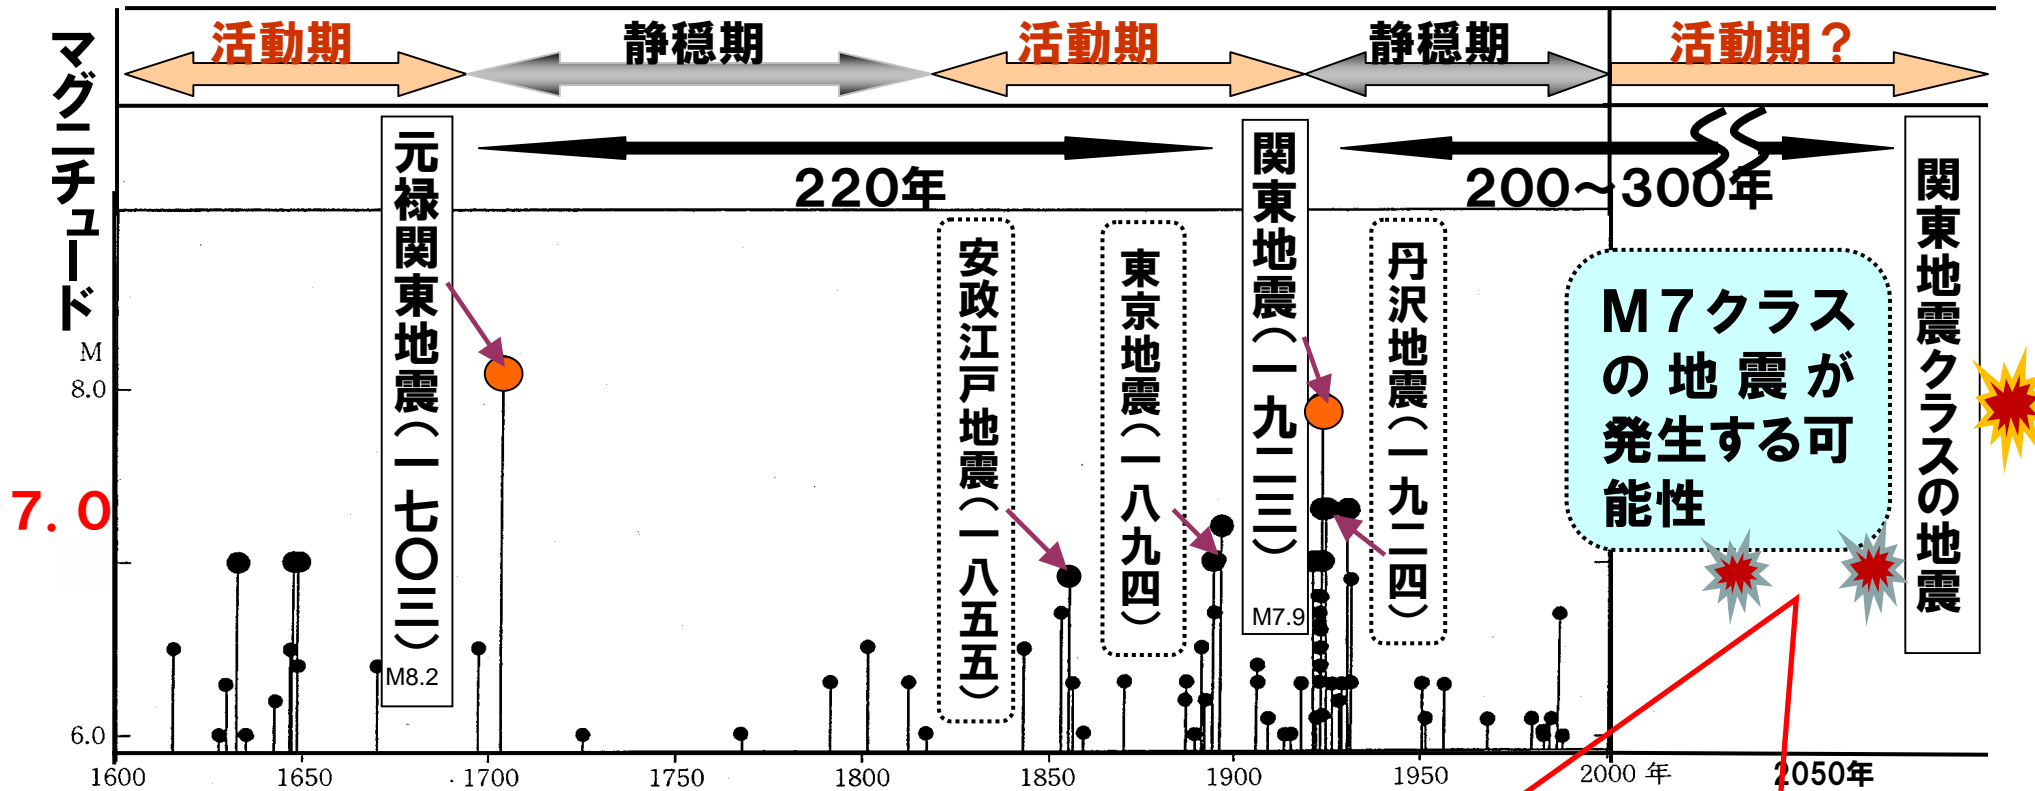 マグニチュード
活動期
静穏期
活動期
静穏期
活動期？
220年
200～300年
元禄関東地震（一七〇三）
M8.2
安政江戸地震（一八五五）
東京地震（一八九四）
関東地震（一九二三）
M7.9
丹沢地震（一九二四）
M７クラス
の地震が
発生する可
能性
関東地震クラスの地震
M
8.0
７．０
6.0
1600
1650
1700
1750
1800
1850
1900
1950
2000 年
2050年